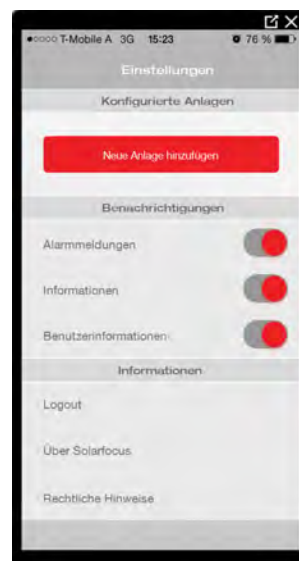 T-Mobile A 3G 15:23 76 %
Einstellungen
Konfigurierte Anlagen
Neue Anlage hinzufügen
Benachrichtigungen
Alarmmeldungen
Informationen
Benutzerinformationen
Informationen
Logout
Über Solarfocus
Rechtliche Hinweise